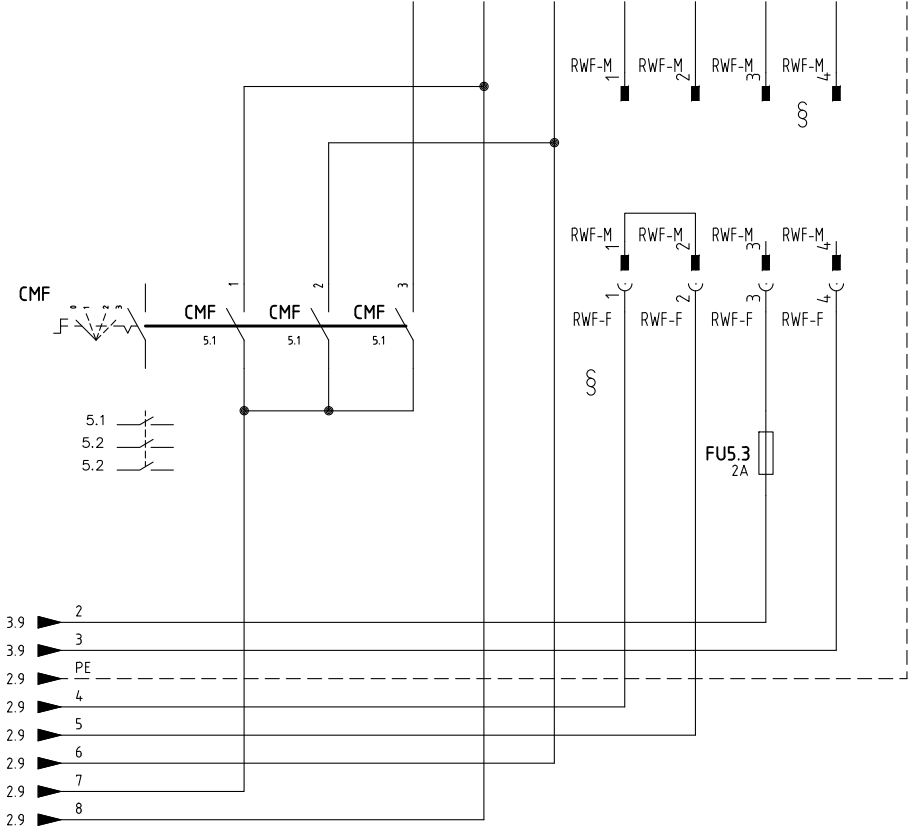 RWF-M 1 RWF-M 2 RWF-M 3 RWF-M 4
§
RWF-M 1 RWF-M 2 RWF-M 3 RWF-M 4
1 2 3
CMF
0 1 2 3
CMF CMF CMF
5.1 5.1 5.1
1 2 3 4
RWF-F RWF-F RWF-F RWF-F
§
5.1
5.2
5.2
FU5.3
2A
3.9 2
3.9 3
2.9 PE
2.9 4
2.9 5
2.9 6
2.9 7
2.9 8